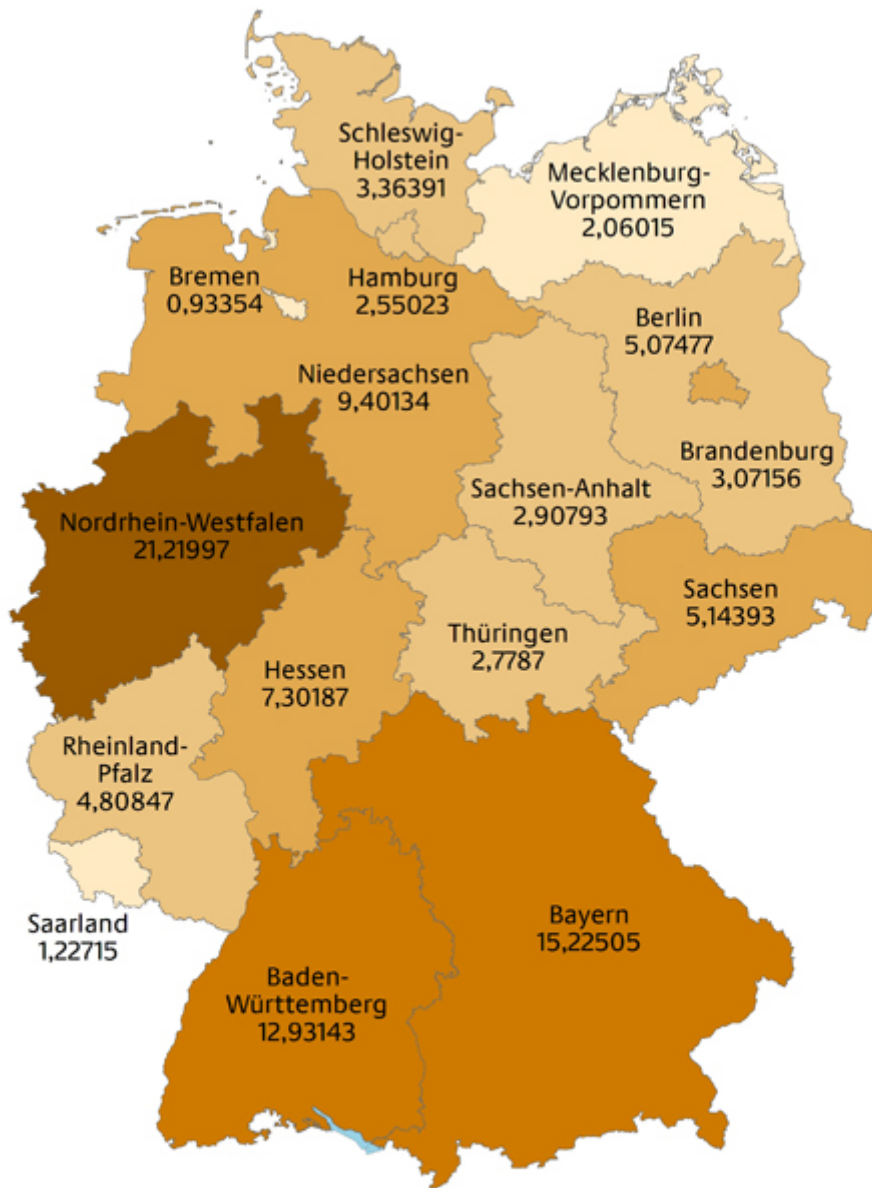 Schleswig-
Holstein
3,36391
Mecklenburg-
Vorpommern
2,06015
Bremen
0,93354
Hamburg
2,55023
Berlin
5,07477
Niedersachsen
9,40134
Brandenburg
3,07156
Sachsen-Anhalt
2,90793
Nordrhein-Westfalen
21,21997
Sachsen
5,14393
Thüringen
2,7787
Hessen
7,30187
Rheinland-
Pfalz
4,80847
Saarland
1,22715
Bayern
15,22505
Baden-
Württemberg
12,93143